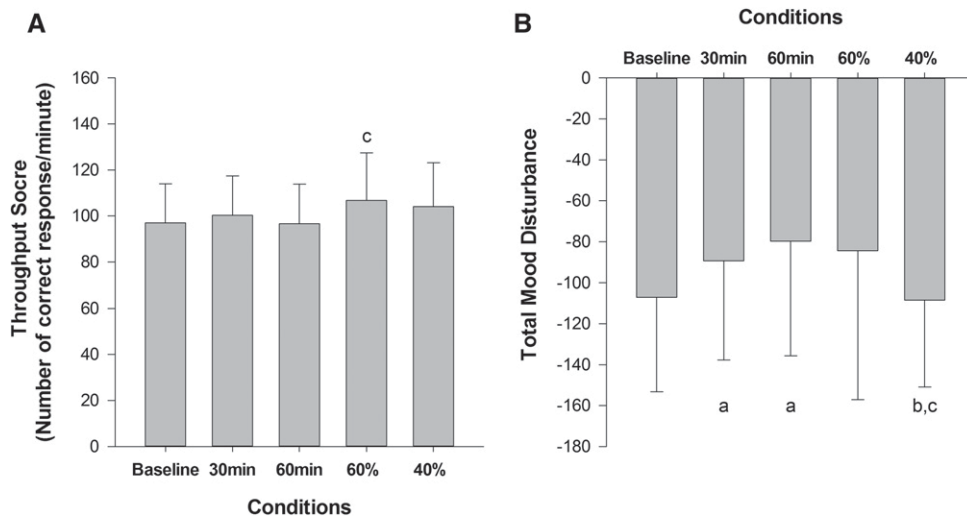 A
Throughput Socre
(Number of correct response/minute)
160
140
120
100
80
60
40
20
0
c
Baseline 30min 60min 60% 40%
Conditions
B
Conditions
Baseline 30min 60min 60% 40%
Total Mood Disturbance
0
-20
-40
-60
-80
-100
-120
-140
-160
-180
a a b,c